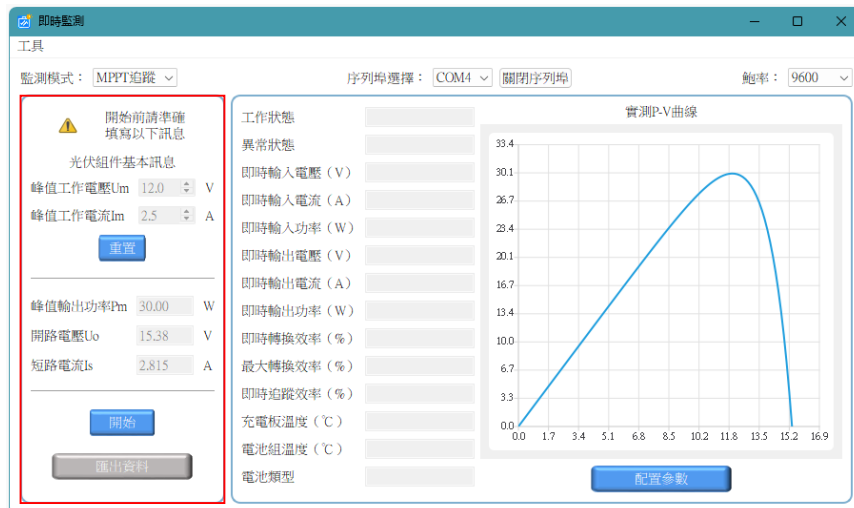 即時監測
工具
監測模式： MPPT追蹤 序列埠選擇： COM4 關閉序列埠 鮑率： 9600
開始前請準確
填寫以下訊息
光伏組件基本訊息
峰值工作電壓Um 12.0 V
峰值工作電流Im 2.5 A
重置
峰值輸出功率Pm 30.00 W
開路電壓Uo 15.38 V
短路電流Is 2.815 A
開始
匯出資料
工作狀態
異常狀態
即時輸入電壓（V）
即時輸入電流（A）
即時輸入功率（W）
即時輸出電壓（V）
即時輸出電流（A）
即時輸出功率（W）
即時轉換效率（%）
最大轉換效率（%）
即時追蹤效率（%）
充電板溫度（℃）
電池組溫度（℃）
電池類型
實測P-V曲線
33.4
30.1
26.7
23.4
20.1
16.7
13.4
10.0
6.7
3.3
0.0
0.0 1.7 3.4 5.1 6.8 8.5 10.2 11.8 13.5 15.2 16.9
配置參數